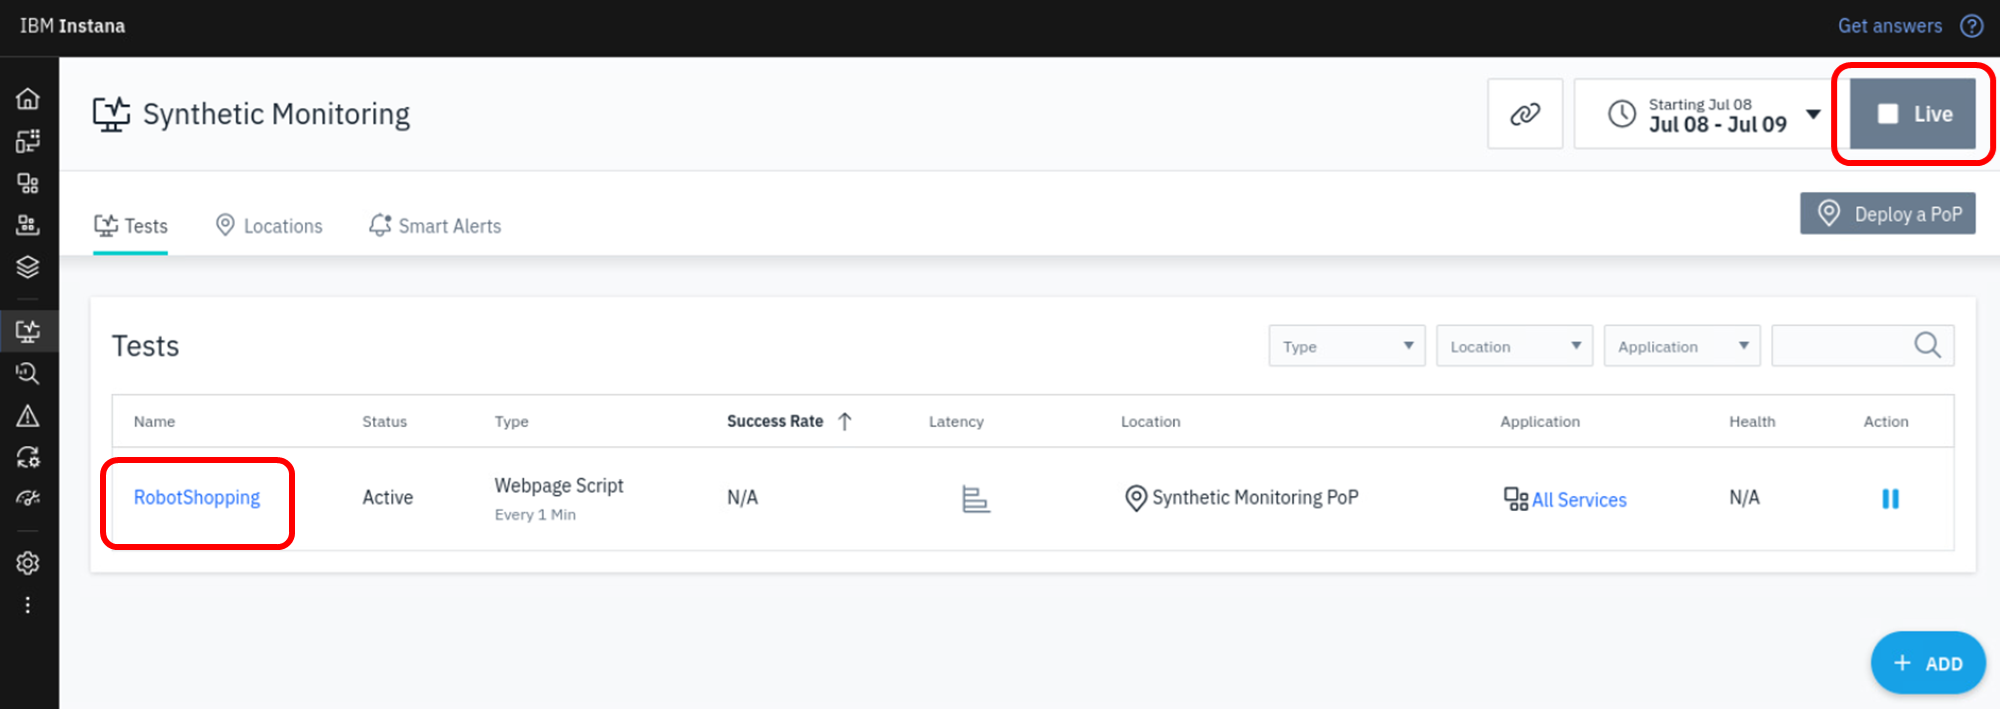 IBM Instana
Get answers
Synthetic Monitoring
Starting Jul 08
Jul 08 - Jul 09
Live
Tests
Locations
Smart Alerts
Deploy a PoP
Tests
Type
Location
Application
Name
Status
Type
Success Rate
Latency
Location
Application
Health
Action
RobotShopping
Active
Webpage Script
Every 1 Min
N/A
Synthetic Monitoring PoP
All Services
N/A
+ ADD